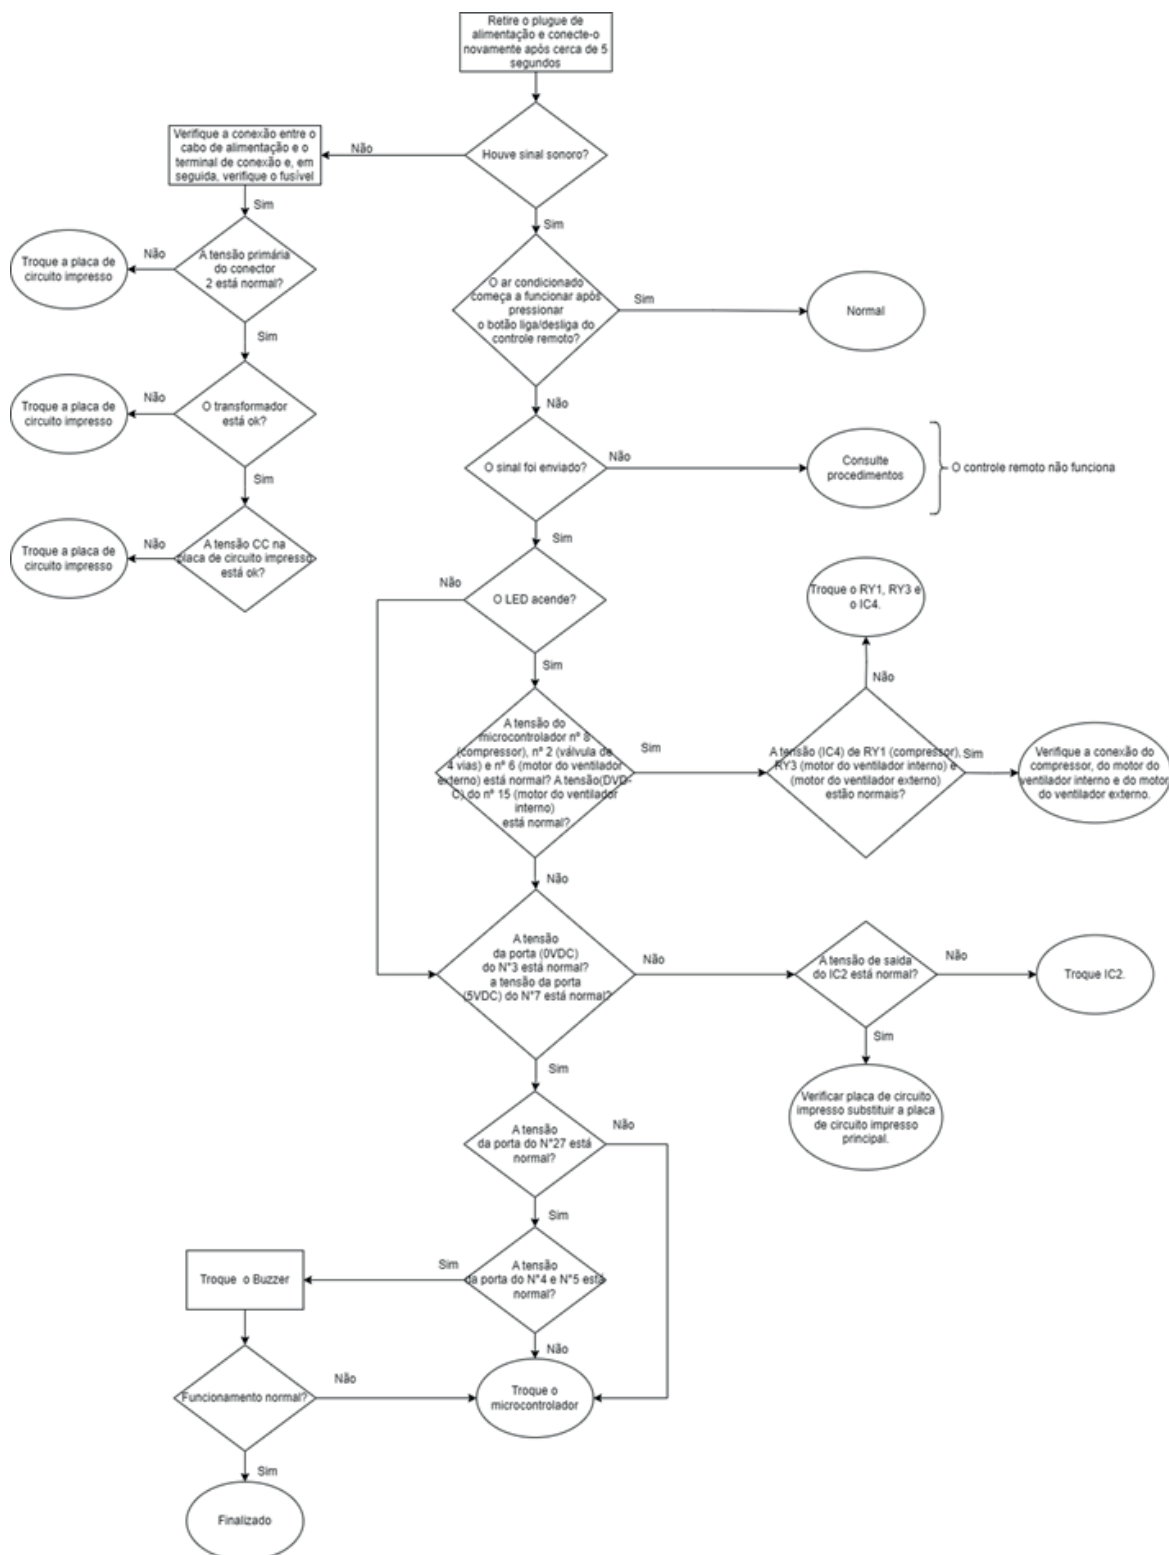 Retire o plugue de
alimentação e conecte-o
novamente após cerca de 5
segundos
Houve sinal sonoro?
Não
Verifique a conexão entre o
cabo de alimentação e o
terminal de conexão e, em
seguida, verifique o fusível
Sim
Sim
A tensão primária
do conector
2 está normal?
Não
Troque a placa de
circuito impresso
O ar condicionado
começa a funcionar após
pressionar
o botão liga/desliga do
controle remoto?
Sim
Normal
Sim
Não
O transformador
está ok?
Não
Troque a placa de
circuito impresso
O sinal foi enviado?
Não
Consulte
procedimentos
O controle remoto não funciona
Sim
Sim
A tensão CC na
placa de circuito impresso
está ok?
Não
Troque a placa de
circuito impresso
O LED acende?
Não
Sim
Troque o RY1, RY3 e
o IC4.
Não
A tensão do
microcontrolador nº 8
(compressor), nº 2 (válvula de
4 vias) e nº 6 (motor do ventilador
externo) está normal? A tensão(DVD-
C) do nº 15 (motor do ventilador
interno)
está normal?
Sim
A tensão (IC4) de RY1 (compressor),
RY3 (motor do ventilador interno) e
(motor do ventilador externo)
estão normais?
Sim
Verifique a conexão do
compressor, do motor do
ventilador interno e do motor
do ventilador externo.
Não
A tensão
da porta (0VDC)
do N°3 está normal?
a tensão da porta
(5VDC) do N°7 está normal?
Não
A tensão de saída
do IC2 está normal?
Não
Troque IC2.
Sim
Sim
Verificar placa de circuito
impresso substituir a placa
de circuito impresso
principal.
A tensão
da porta do N°27 está
normal?
Não
Sim
A tensão
da porta do N°4 e N°5 está
normal?
Sim
Troque o Buzzer
Não
Funcionamento normal?
Não
Troque o
microcontrolador
Sim
Finalizado